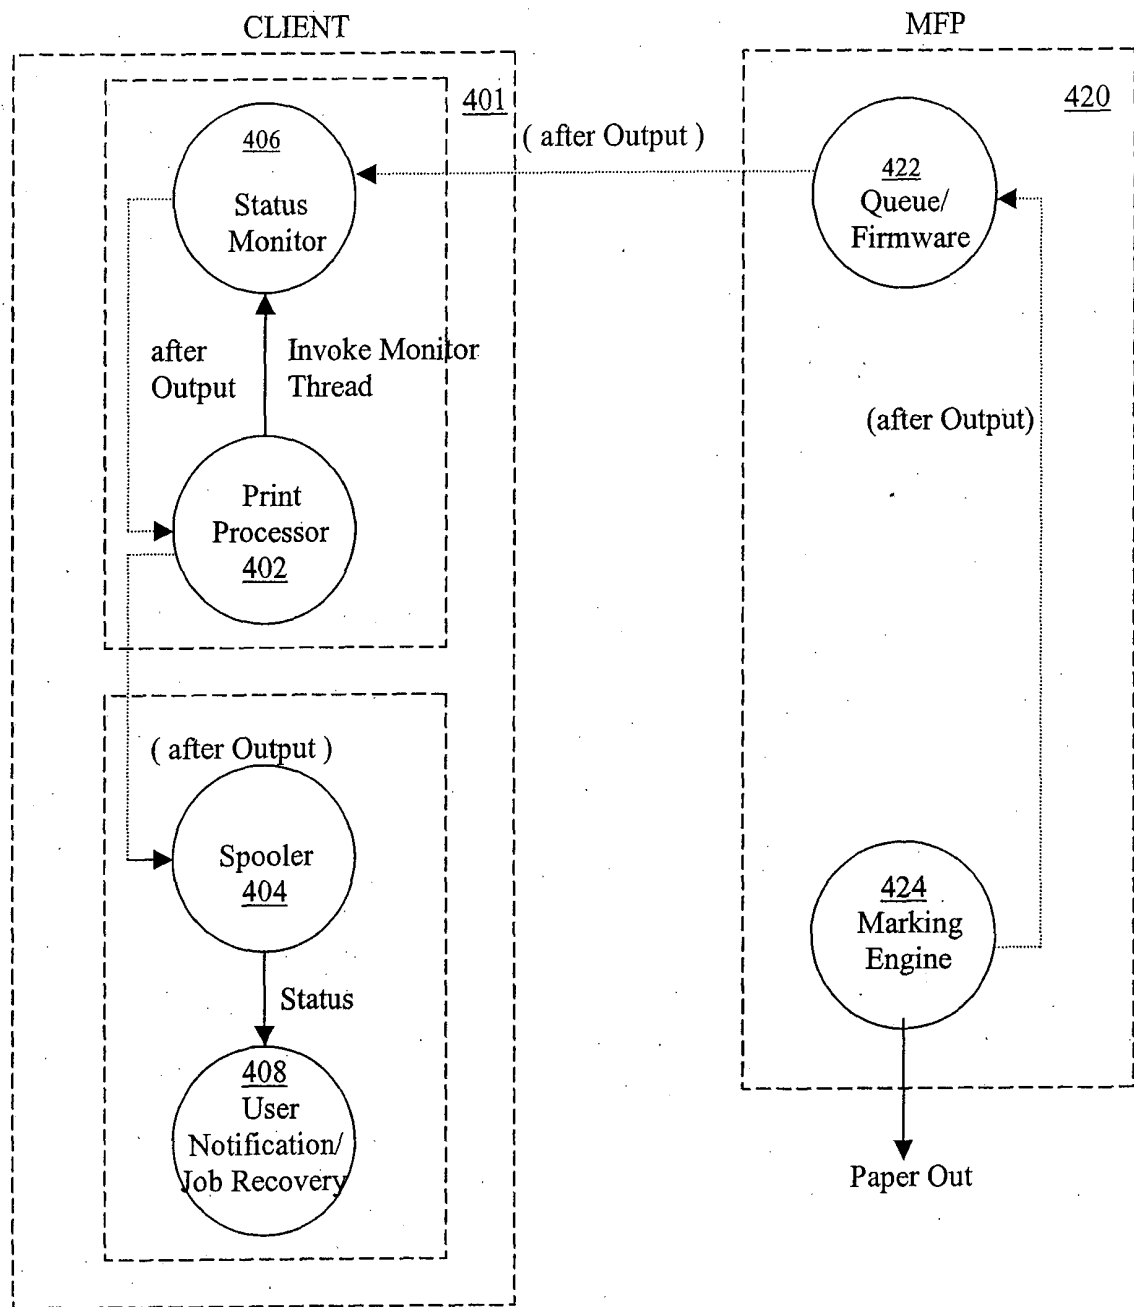 CLIENT
MFP
401
420
406
Status
Monitor
( after Output )
422
Queue/
Firmware
after
Output
Invoke Monitor
Thread
(after Output)
Print
Processor
402
( after Output )
Spooler
404
424
Marking
Engine
Status
408
User
Notification/
Job Recovery
Paper Out